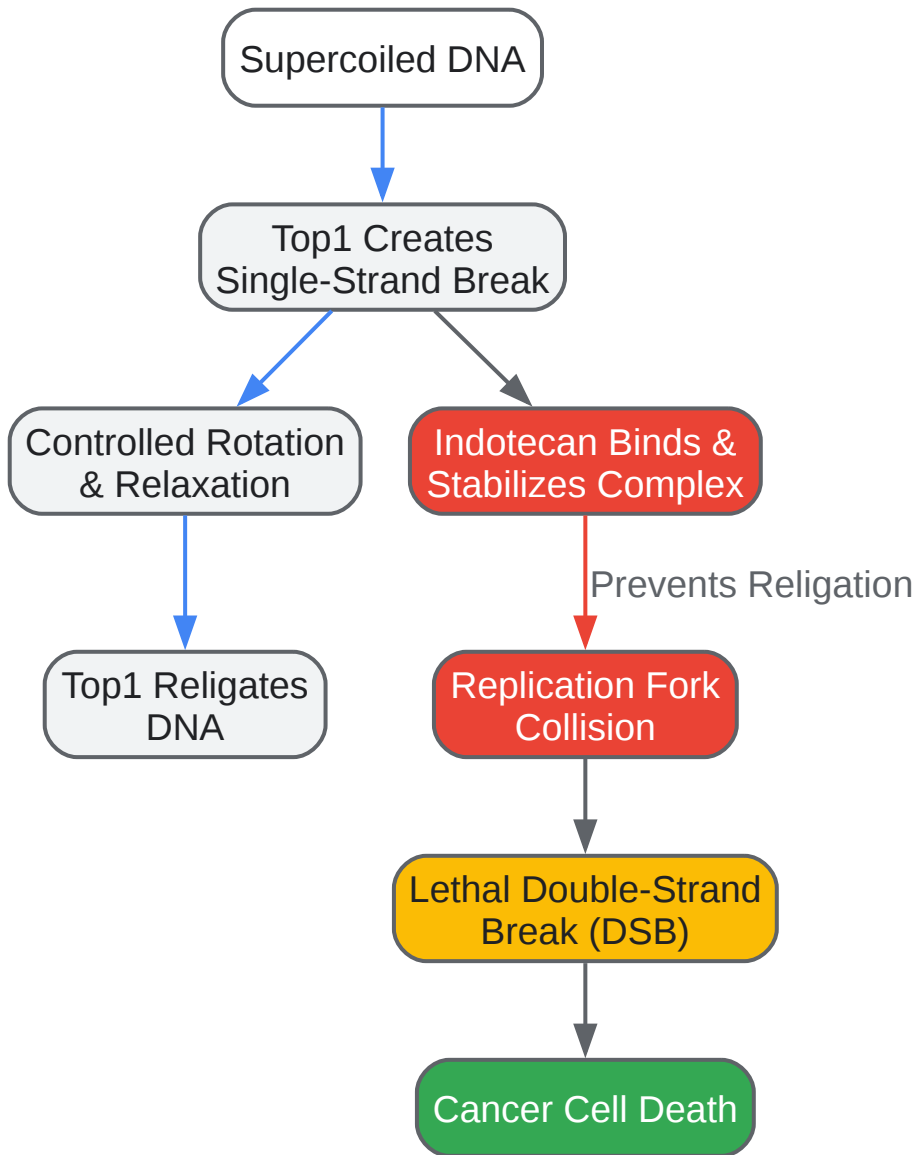 Supercoiled DNA
Top1 Creates
Single-Strand Break
Controlled Rotation
& Relaxation
Indotecan Binds &
Stabilizes Complex
Prevents Religation
Top1 Religates
DNA
Replication Fork
Collision
Lethal Double-Strand
Break (DSB)
Cancer Cell Death